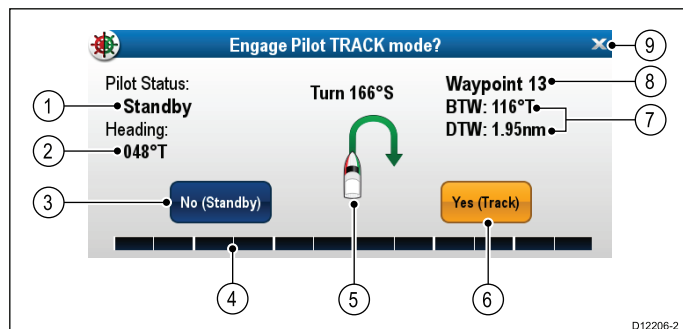 Engage Pilot TRACK mode?
9
Pilot Status:
Standby
1
Heading:
048°T
2
Turn 166°S
Waypoint 13
8
BTW: 116°T
DTW: 1.95nm
7
3
No (Standby)
Yes (Track)
4
5
6
D12206-2